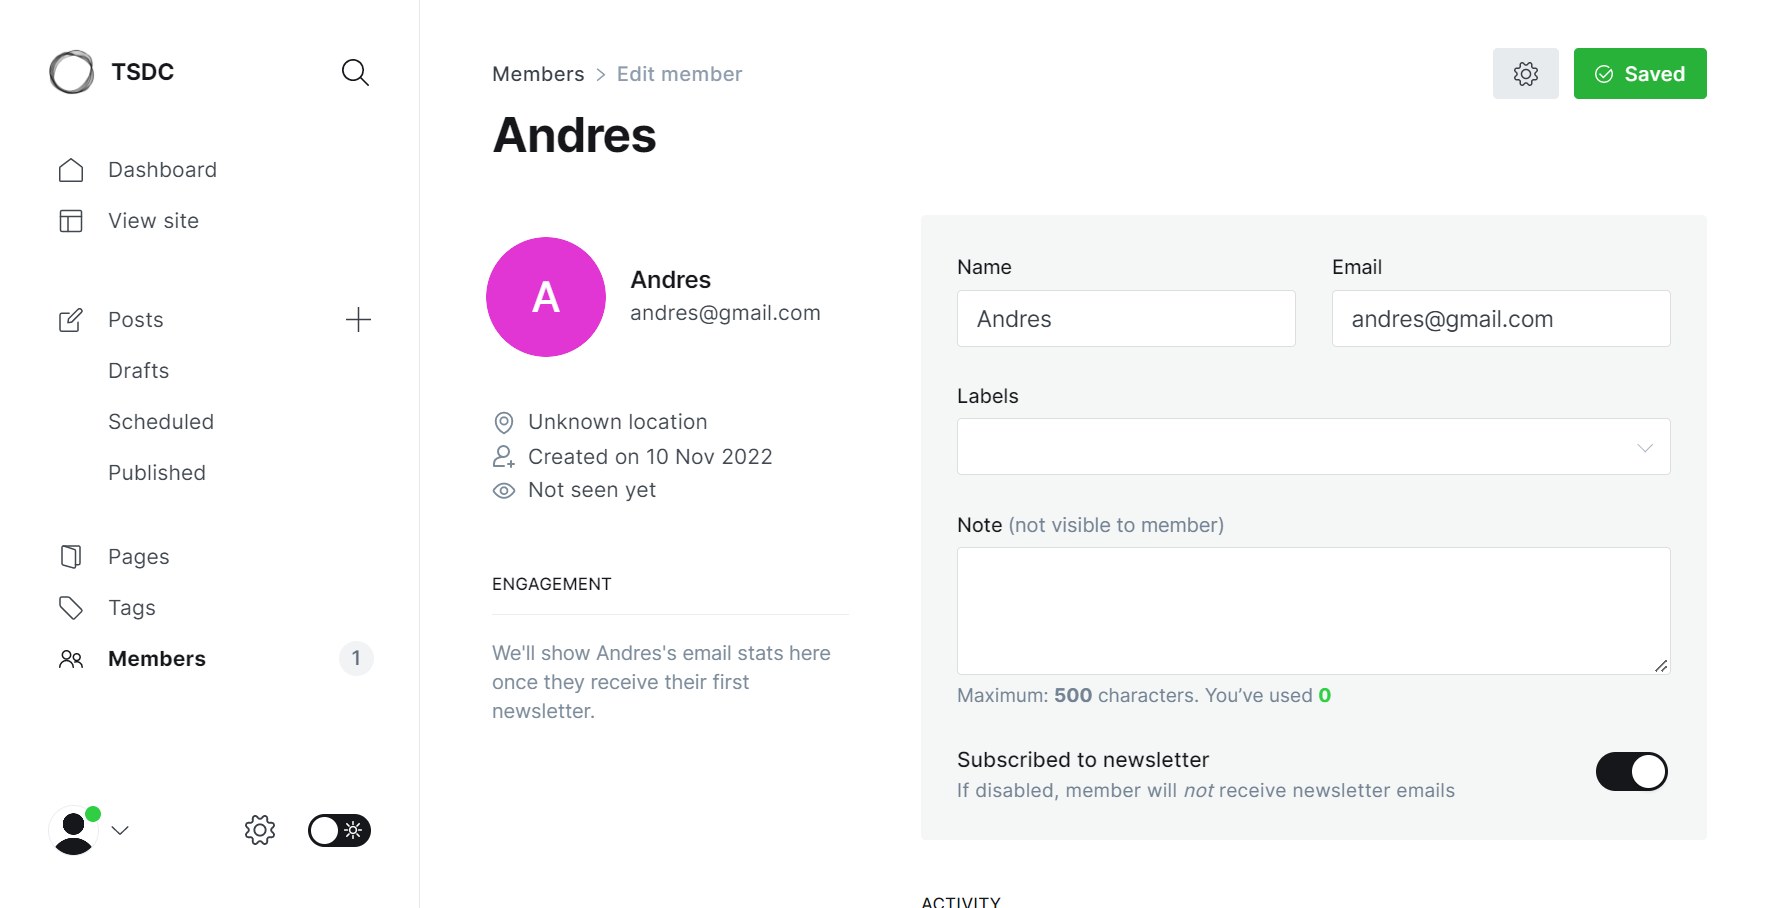 TSDC
Dashboard
View site
Posts
Drafts
Scheduled
Published
Pages
Tags
Members 1
Members > Edit member
Saved
Andres
A
Andres
andres@gmail.com
Unknown location
Created on 10 Nov 2022
Not seen yet
ENGAGEMENT
We'll show Andres's email stats here
once they receive their first
newsletter.
Name Email
Andres andres@gmail.com
Labels
Note (not visible to member)
Maximum: 500 characters. You’ve used 0
Subscribed to newsletter
If disabled, member will not receive newsletter emails
ACTIVITY